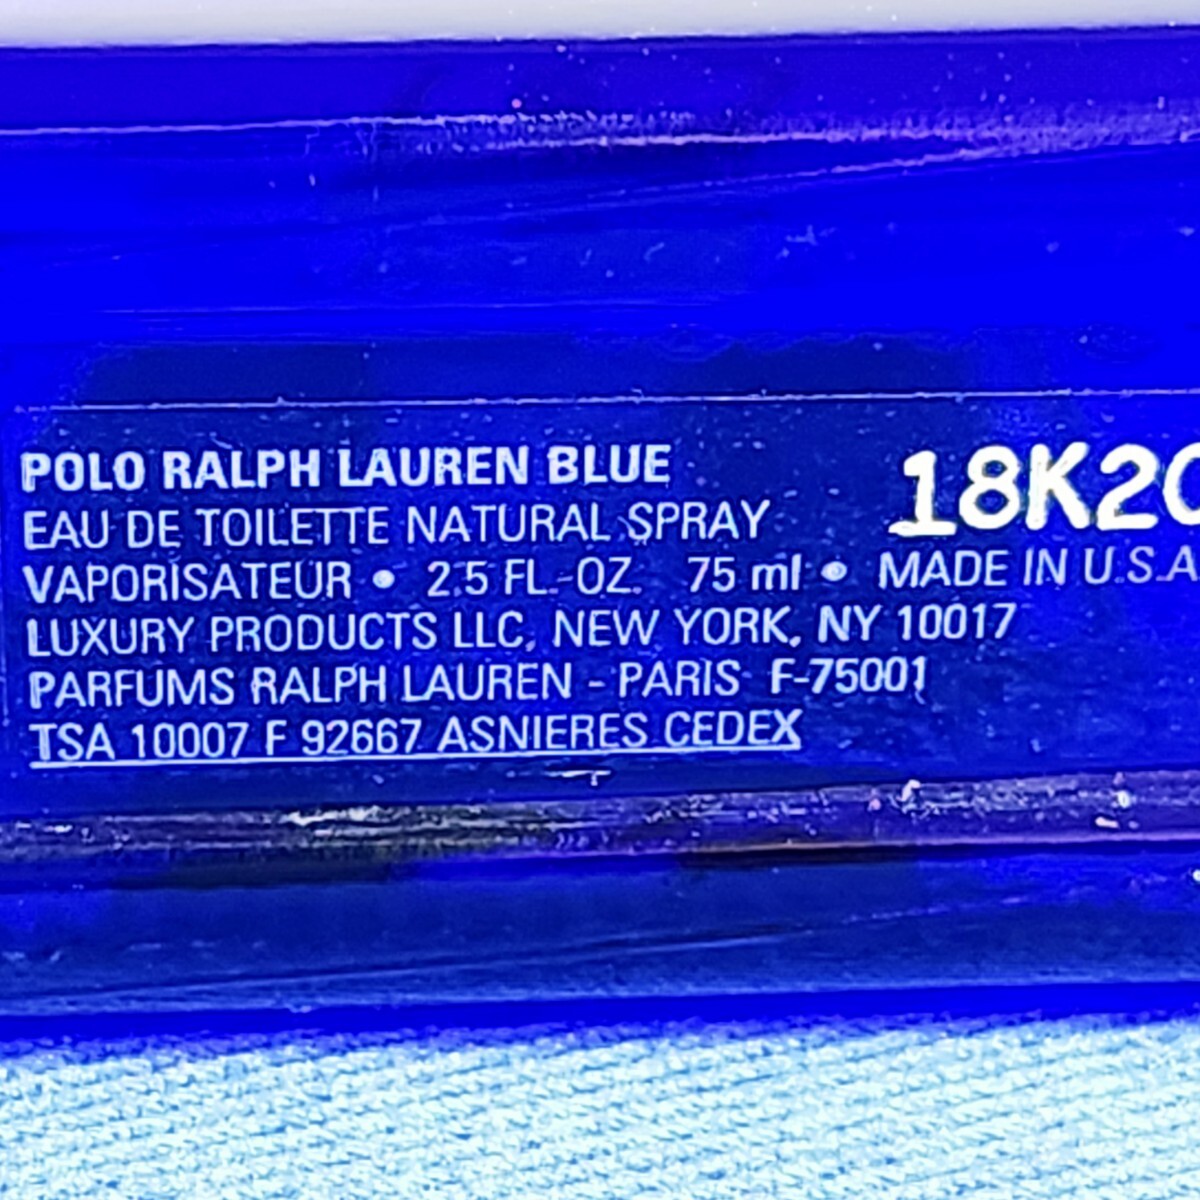 POLO RALPH LAUREN BLUE
18K20
EAU DE TOILETTE NATURAL SPRAY
VAPORISATEUR • 2.5 FL. OZ. 75 ml • MADE IN U.S.A
LUXURY PRODUCTS LLC, NEW YORK, NY 10017
PARFUMS RALPH LAUREN - PARIS F-75001
TSA 10007 F 92667 ASNIERES CEDEX